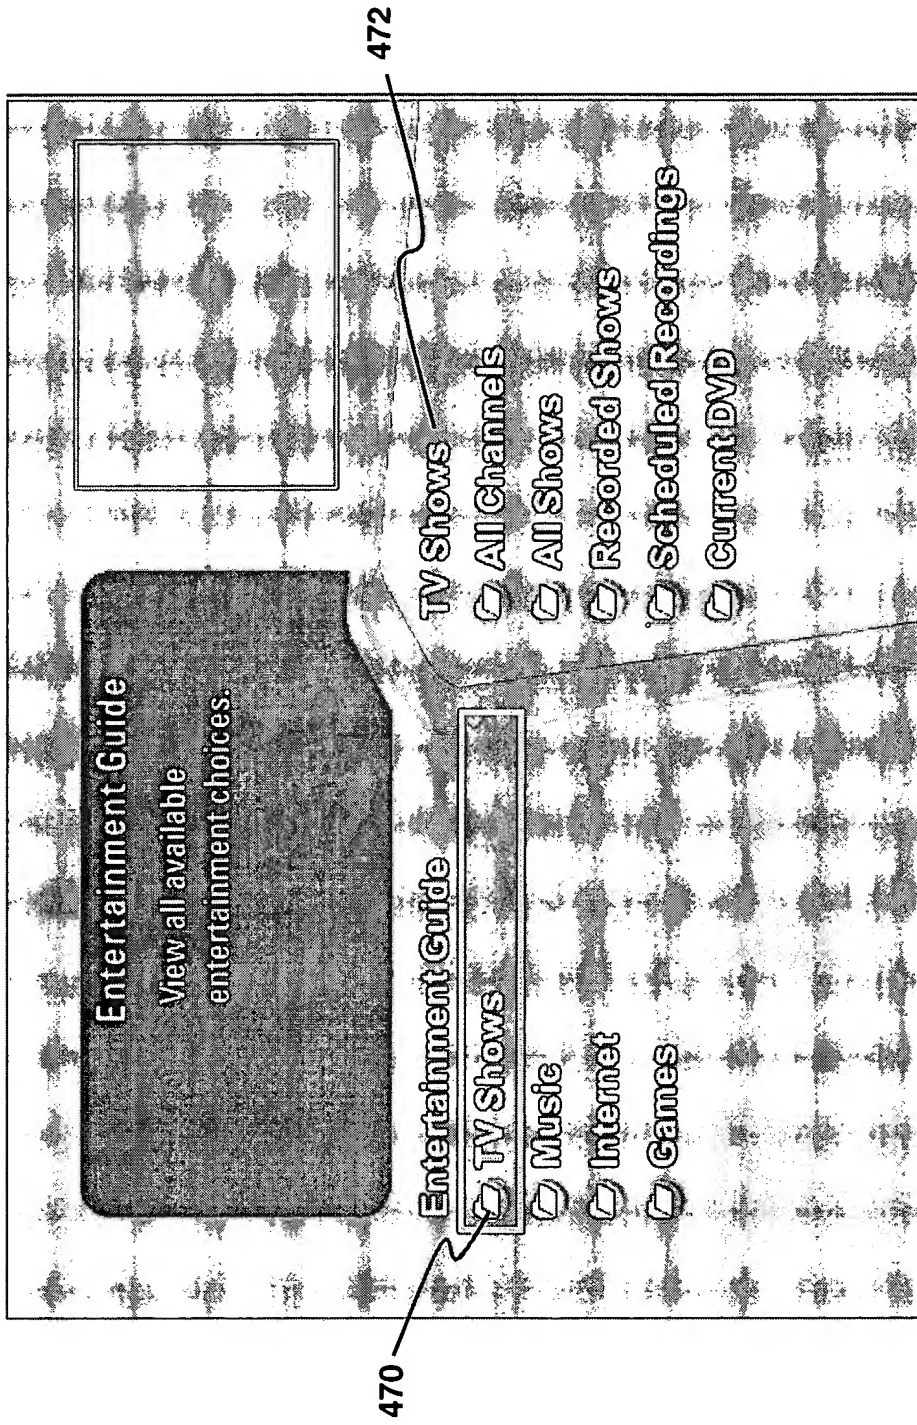 Entertainment Guide
View all available
entertainment choices.
Entertainment Guide
TV Shows
Music
Internet
Games
TV Shows
All Channels
All Shows
Recorded Shows
Scheduled Recordings
Current DVD
470
472